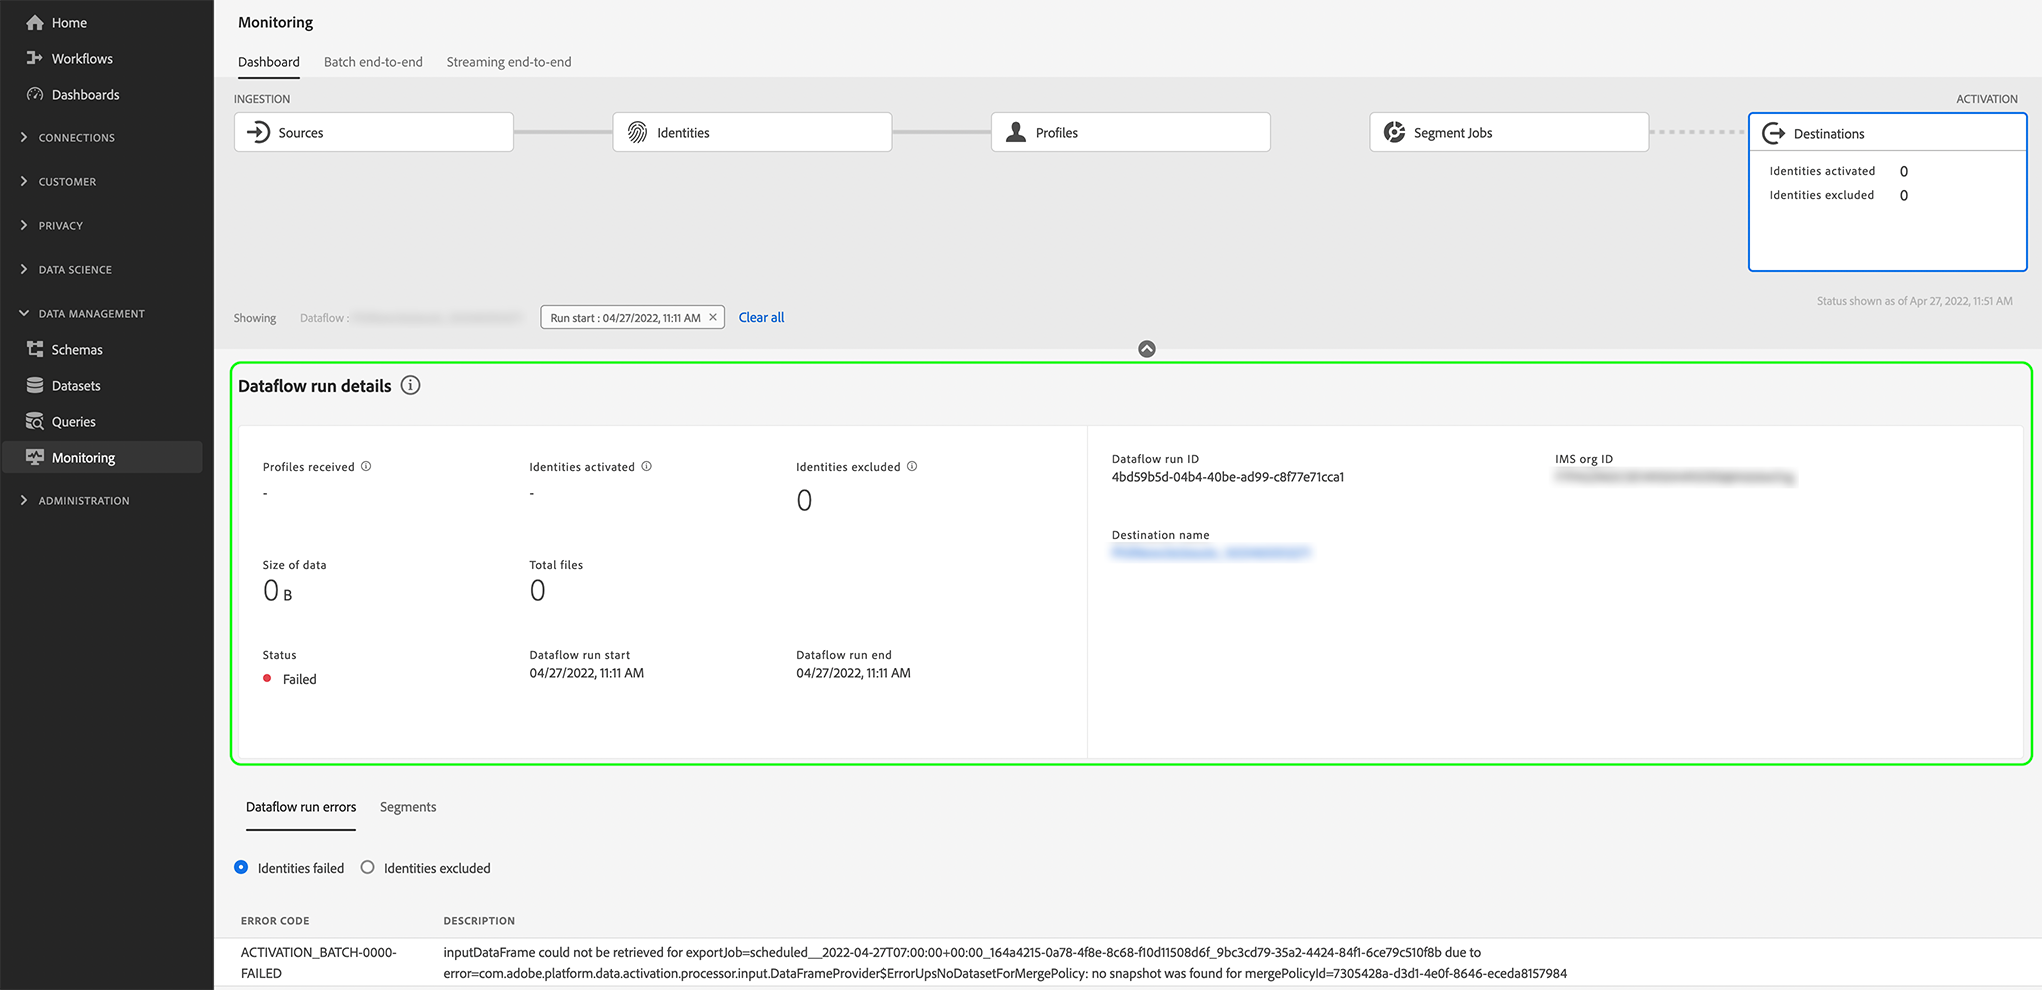 Home
Workflows
Dashboards
CONNECTIONS
CUSTOMER
PRIVACY
DATA SCIENCE
DATA MANAGEMENT
Schemas
Datasets
Queries
Monitoring
ADMINISTRATION
Monitoring
Dashboard Batch end-to-end Streaming end-to-end
INGESTION ACTIVATION
Sources Identities Profiles Segment Jobs Destinations
Identities activated 0
Identities excluded 0
Status shown as of Apr 27, 2022, 11:51 AM
Showing Dataflow : Run start : 04/27/2022, 11:11 AM × Clear all
Dataflow run details
Profiles received Identities activated Identities excluded
- - 0
Size of data Total files
0 B 0
Status Dataflow run start Dataflow run end
Failed 04/27/2022, 11:11 AM 04/27/2022, 11:11 AM
Dataflow run ID IMS org ID
4bd59b5d-04b4-40be-ad99-c8f77e71cca1
Destination name
Dataflow run errors Segments
Identities failed Identities excluded
ERROR CODE DESCRIPTION
ACTIVATION_BATCH-0000- inputDataFrame could not be retrieved for exportJob=scheduled__2022-04-27T07:00:00+00:00_164a4215-0a78-4f8e-8c68-f10d11508d6f_9bc3cd79-35a2-4424-84f1-6ce79c510f8b due to
FAILED error=com.adobe.platform.data.activation.processor.input.DataFrameProvider$ErrorUpsNoDatasetForMergePolicy: no snapshot was found for mergePolicyId=7305428a-d3d1-4e0f-8646-eceda8157984